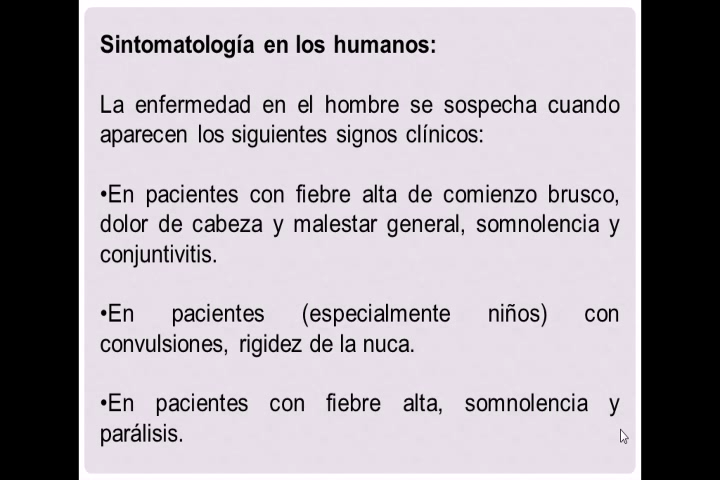 Sintomatología en los humanos:
La enfermedad en el hombre se sospecha cuando
aparecen los siguientes signos clínicos:
•En pacientes con fiebre alta de comienzo brusco,
dolor de cabeza y malestar general, somnolencia y
conjuntivitis.
•En pacientes (especialmente niños) con
convulsiones, rigidez de la nuca.
•En pacientes con fiebre alta, somnolencia y
parálisis.